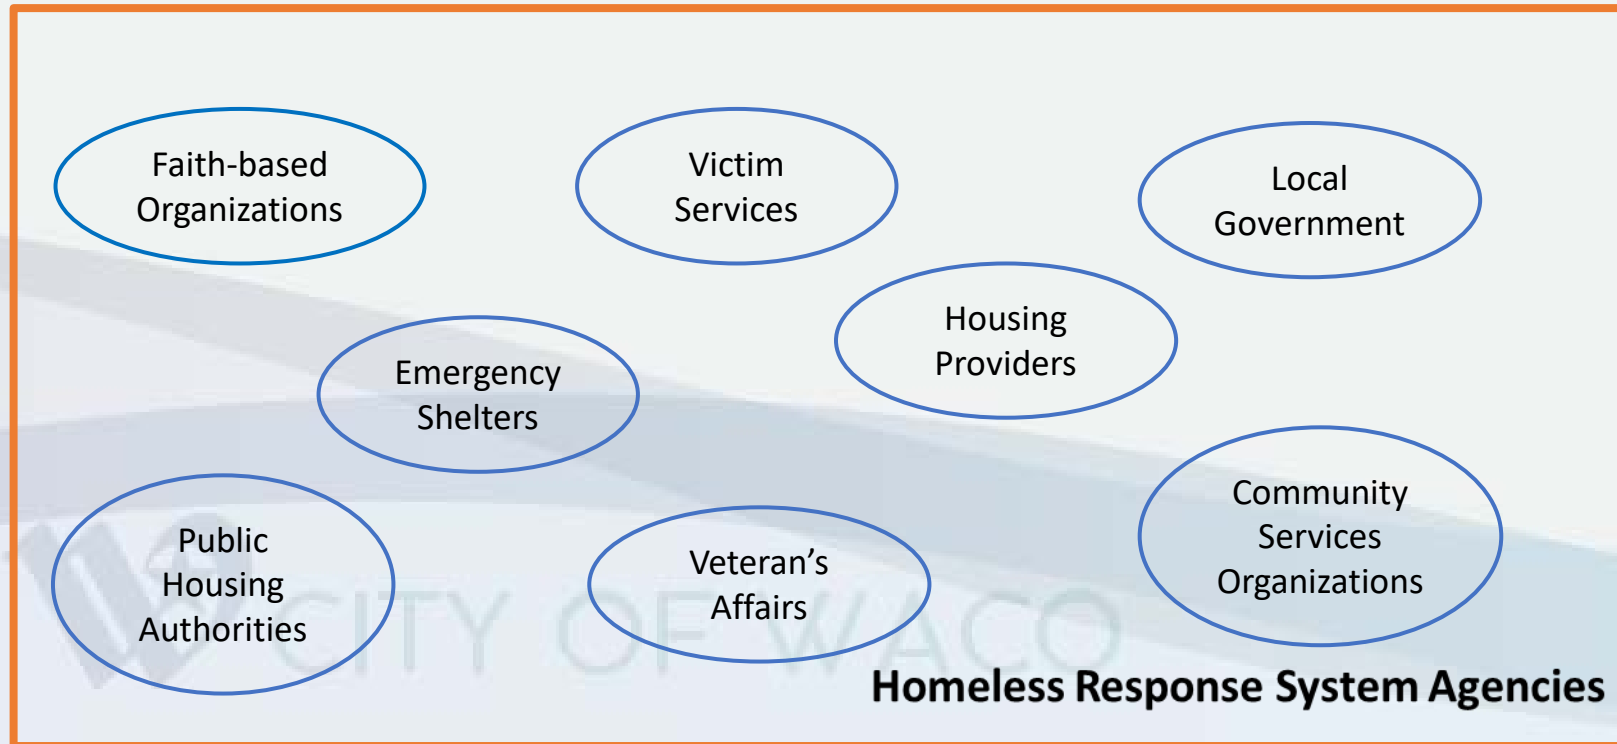 Faith-based
Organizations
Victim
Services
Local
Government
Housing
Providers
Emergency
Shelters
Community
Services
Organizations
Public
Housing
Authorities
Veteran’s
Affairs
CITY OF WACO
Homeless Response System Agencies